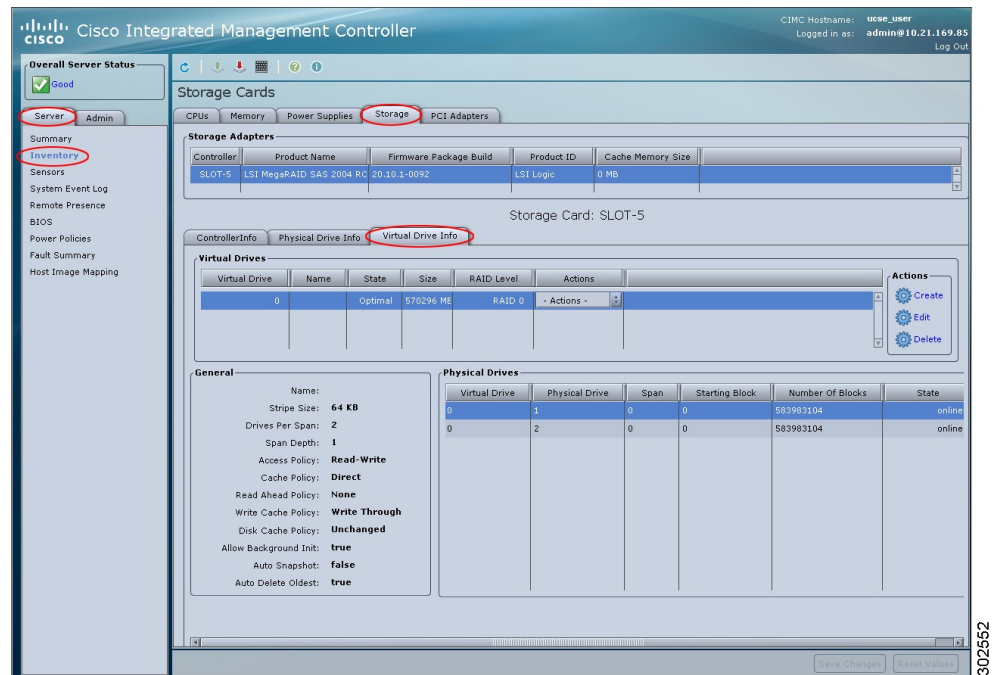 CISCO
Cisco Integrated Management Controller
CIMC Hostname: ucse_user
Logged in as: admin@10.21.169.85
Log Out
Overall Server Status
Good
Server Admin
Summary
Inventory
Sensors
System Event Log
Remote Presence
BIOS
Power Policies
Fault Summary
Host Image Mapping
Storage Cards
CPUs Memory Power Supplies Storage PCI Adapters
Storage Adapters
Controller Product Name Firmware Package Build Product ID Cache Memory Size
SLOT-5 LSI MegaRAID SAS 2004 RC 20.10.1-0092 LSI Logic 0 MB
Storage Card: SLOT-5
ControllerInfo Physical Drive Info Virtual Drive Info
Virtual Drives
Virtual Drive Name State Size RAID Level Actions
0 Optimal 570296 ME RAID 0 - Actions -
Actions
Create
Edit
Delete
General
Name:
Stripe Size: 64 KB
Drives Per Span: 2
Span Depth: 1
Access Policy: Read-Write
Cache Policy: Direct
Read Ahead Policy: None
Write Cache Policy: Write Through
Disk Cache Policy: Unchanged
Allow Background Init: true
Auto Snapshot: false
Auto Delete Oldest: true
Physical Drives
Virtual Drive Physical Drive Span Starting Block Number Of Blocks State
0 1 0 0 583983104 online
0 2 0 0 583983104 online
Save Changes Reset Values
302552